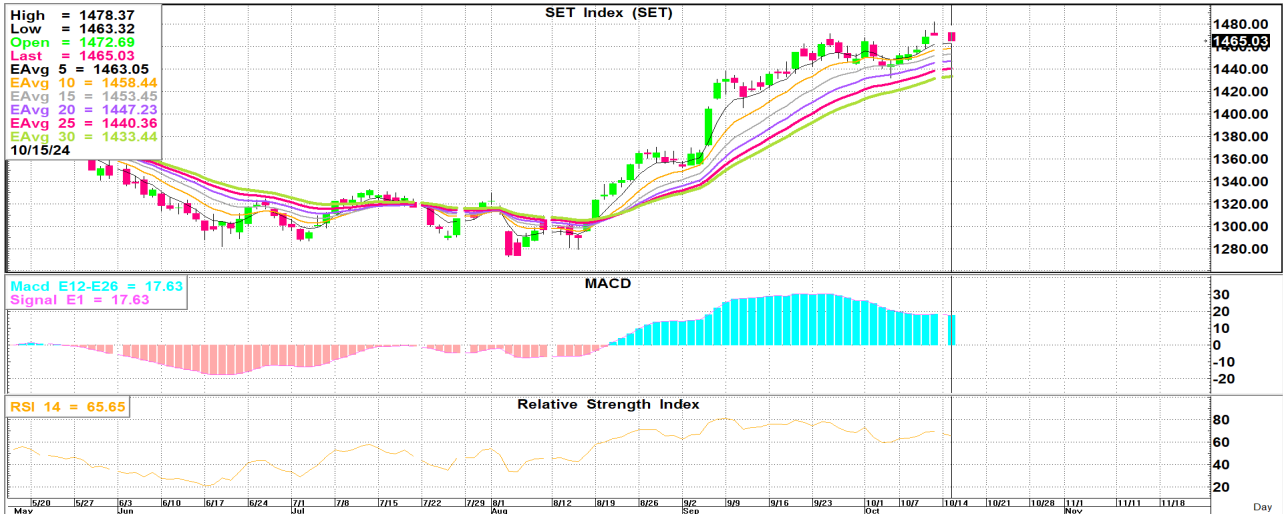 SET Index (SET)
High = 1478.37
Low = 1463.32
Open = 1472.69
Last = 1465.03
EAvg 5 = 1463.05
EAvg 10 = 1458.44
EAvg 15 = 1453.45
EAvg 20 = 1447.23
EAvg 25 = 1440.36
EAvg 30 = 1433.44
10/15/24
1480.00
1465.03
1460.00
1440.00
1420.00
1400.00
1380.00
1360.00
1340.00
1320.00
1300.00
1280.00
MACD
Macd E12-E26 = 17.63
Signal E1 = 17.63
30
20
10
0
-10
-20
Relative Strength Index
RSI 14 = 65.65
80
60
40
20
5/20 5/27 6/3 6/10 6/17 6/24 7/1 7/8 7/15 7/22 7/29 8/1 8/12 8/19 8/26 9/2 9/9 9/16 9/23 10/1 10/7 10/14 10/21 10/28 11/1 11/11 11/18
May Jun Jul Aug Sep Oct Nov Day